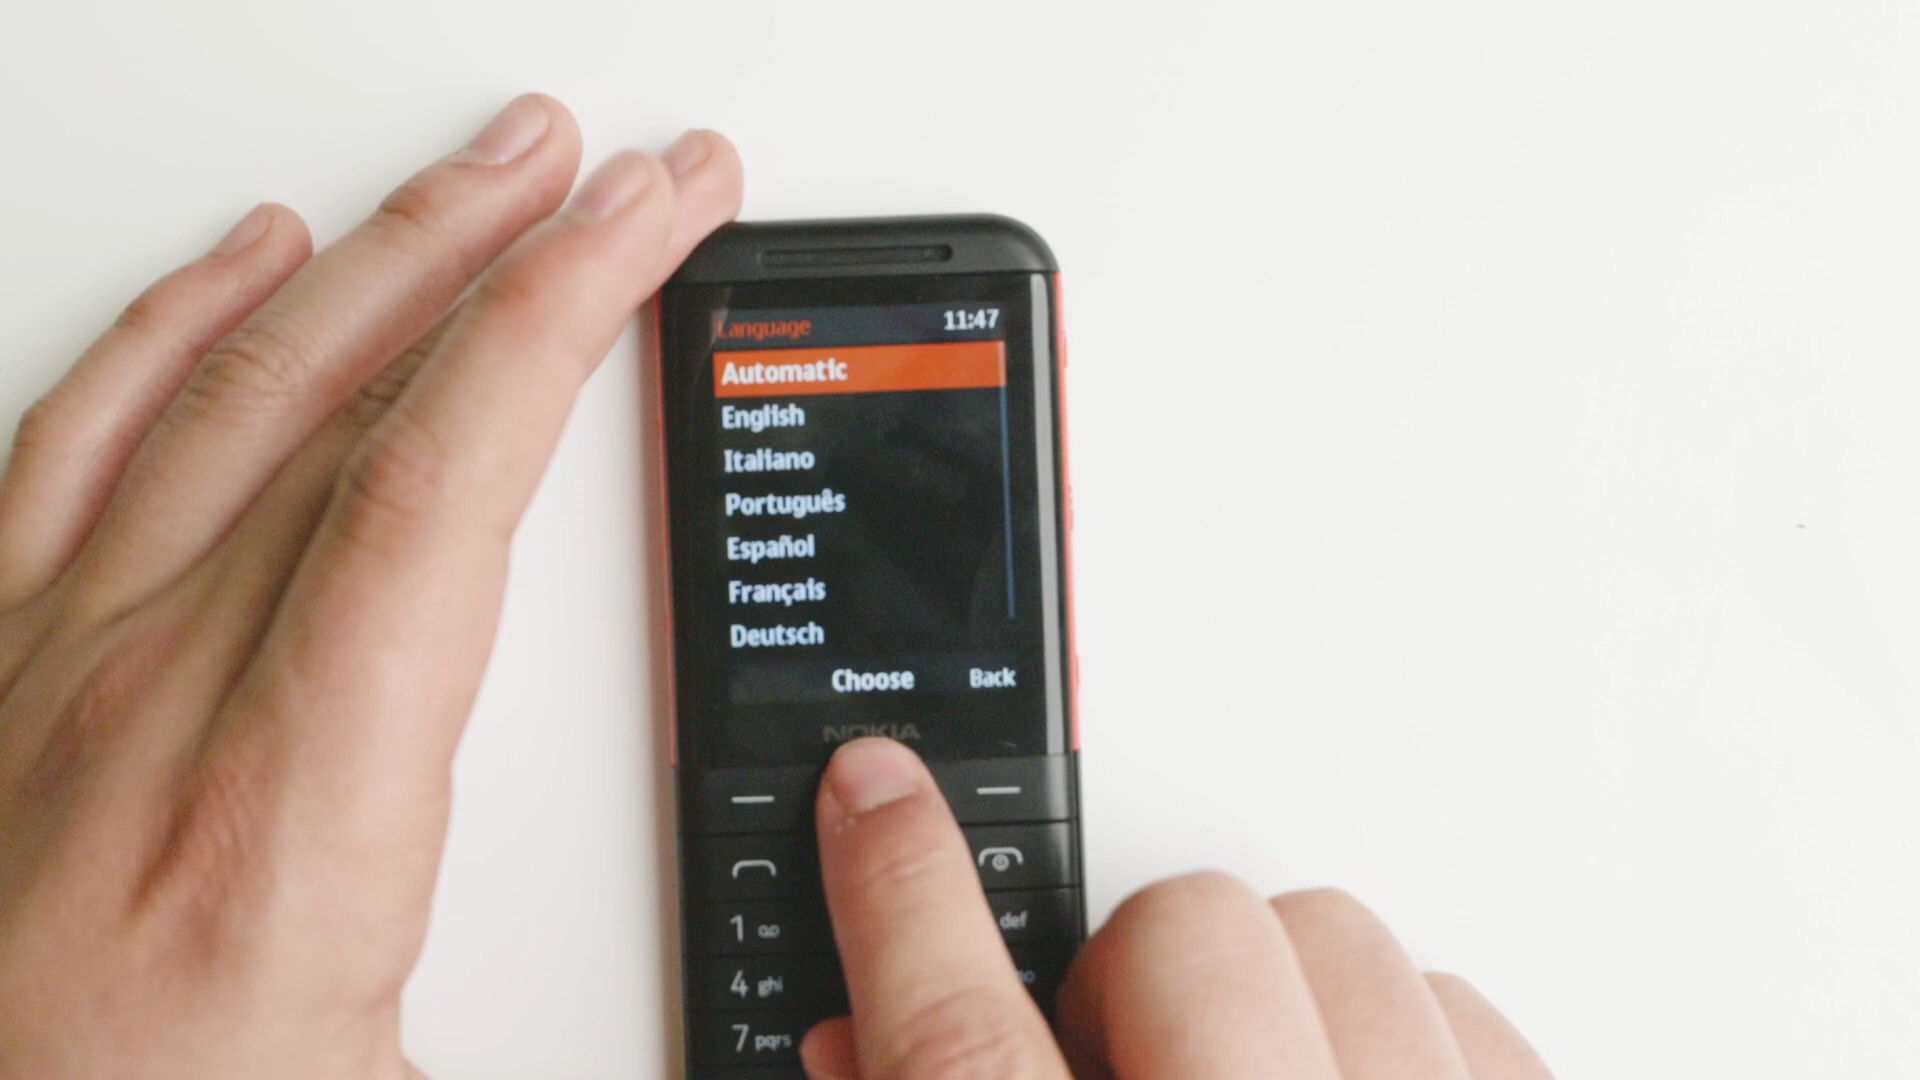 Language 11:47
Automatic
English
Italiano
Português
Español
Français
Deutsch
Choose Back
NOKIA
1
def
4 ghi
7 pqrs